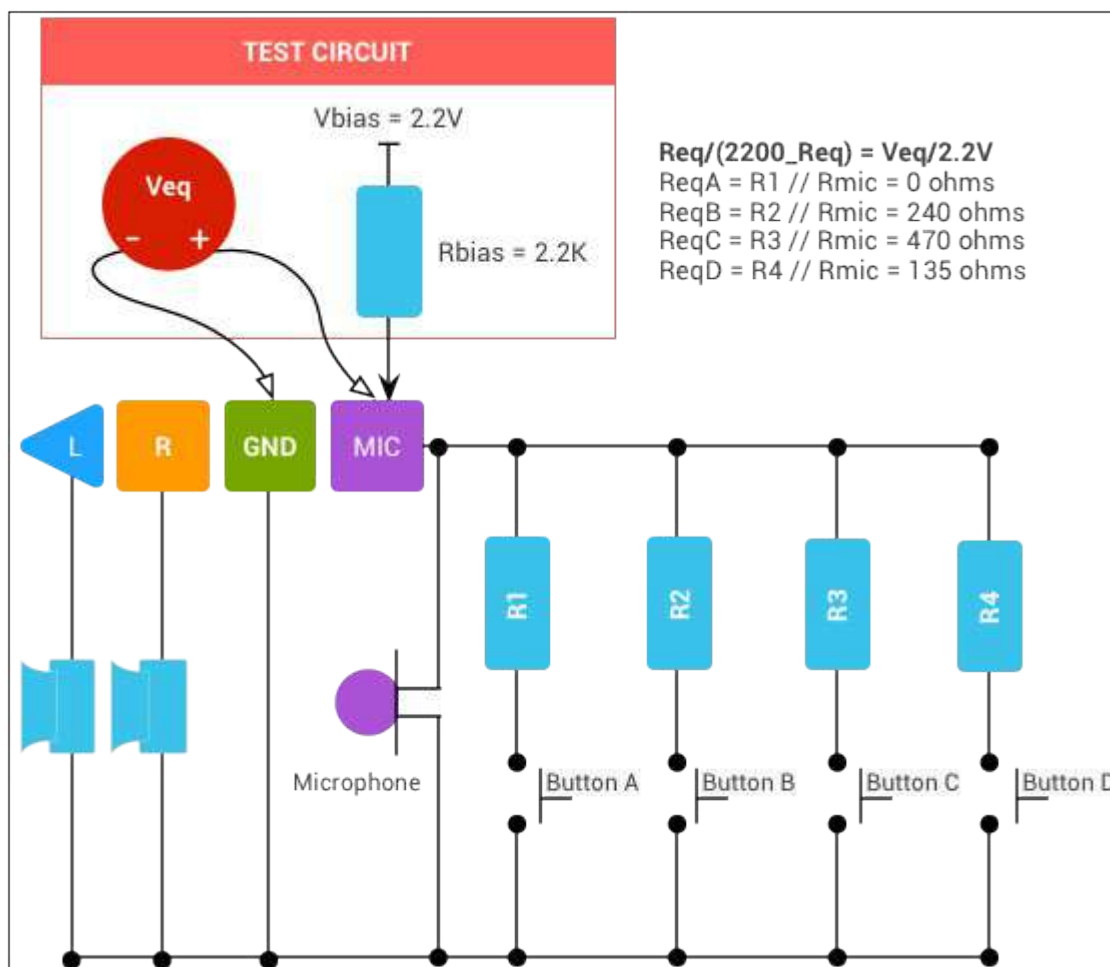 TEST CIRCUIT
Vbias = 2.2V
Veq
- +
Rbias = 2.2K
Req/(2200_Req) = Veq/2.2V
ReqA = R1 // Rmic = 0 ohms
ReqB = R2 // Rmic = 240 ohms
ReqC = R3 // Rmic = 470 ohms
ReqD = R4 // Rmic = 135 ohms
L R GND MIC
R1 R2 R3 R4
Microphone
Button A Button B Button C Button D